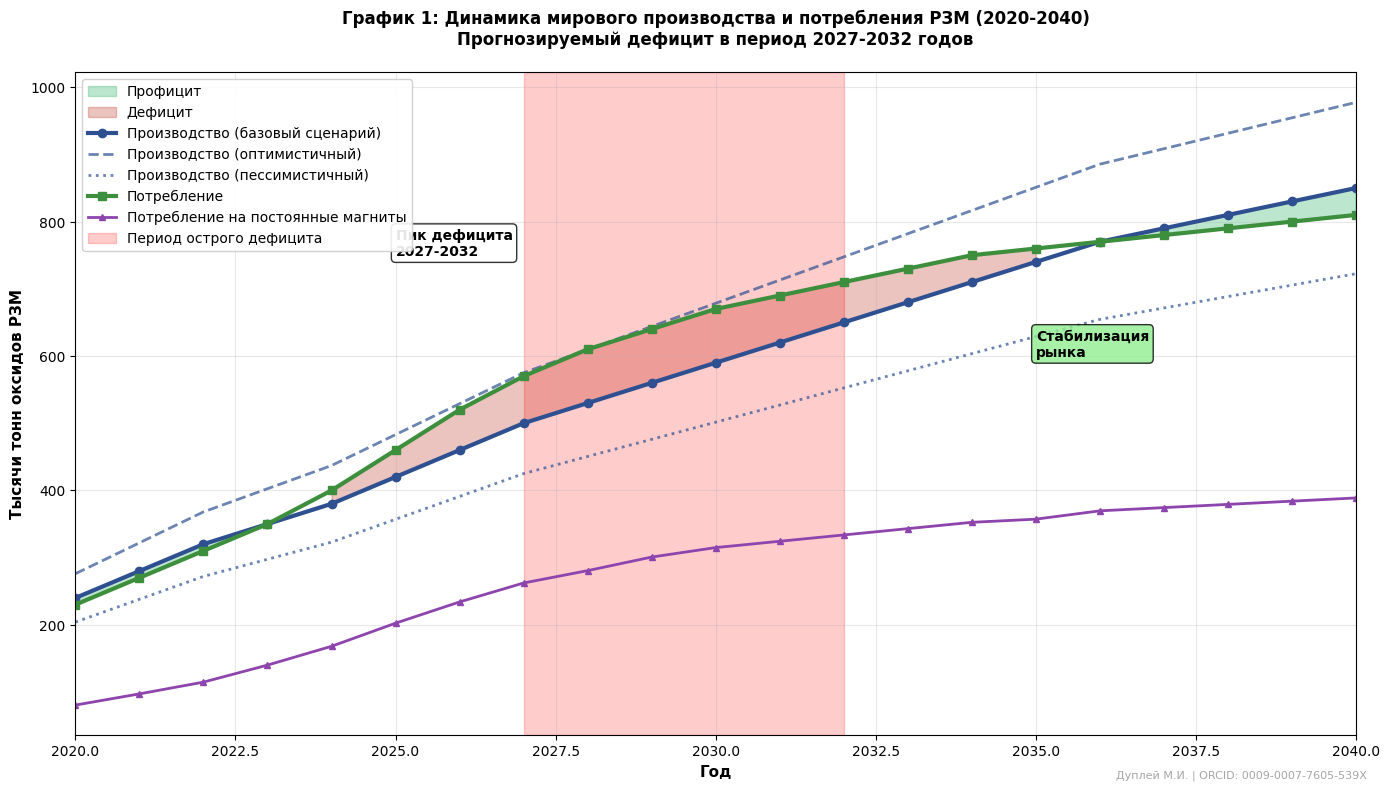 График 1: Динамика мирового производства и потребления РЗМ (2020-2040)
Прогнозируемый дефицит в период 2027-2032 годов
Тысячи тонн оксидов РЗМ
1000
800
600
400
200
Профицит
Дефицит
Производство (базовый сценарий)
Производство (оптимистичный)
Производство (пессимистичный)
Потребление
Потребление на постоянные магниты
Период острого дефицита
Пик дефицита
2027-2032
Стабилизация
рынка
2020.0 2022.5 2025.0 2027.5 2030.0 2032.5 2035.0 2037.5 2040.0
Год
Дуплей М.И. | ORCID: 0009-0007-7605-539X